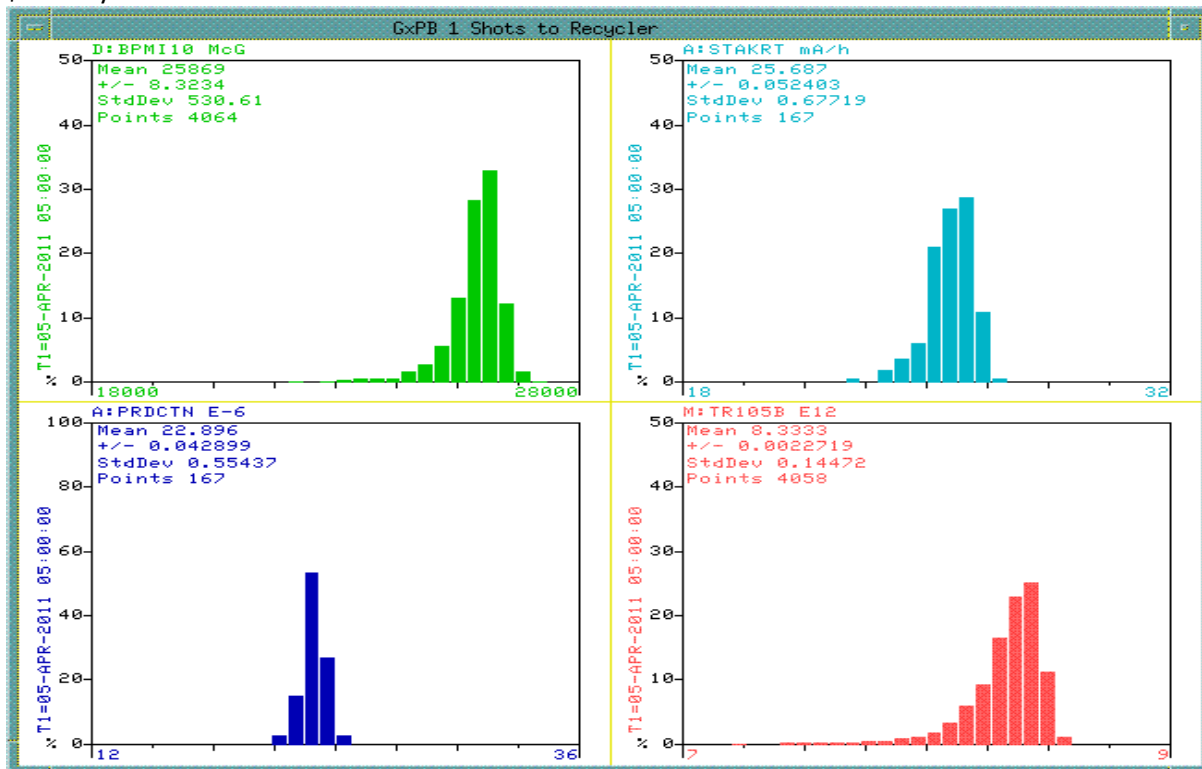 GxPB 1 Shots to Recycler
D:BPMI10 McG
50
40
30
20
10
% 0
Mean 25869
+/- 8.3234
StdDev 530.61
Points 4064
T1=05-APR-2011 05:00:00
18000 28000
A:STAKRT mA/h
50
40
30
20
10
% 0
Mean 25.687
+/- 0.052403
StdDev 0.67719
Points 167
T1=05-APR-2011 05:00:00
18 32
A:PRDCTN E-6
100
80
60
40
20
% 0
Mean 22.896
+/- 0.042899
StdDev 0.55437
Points 167
T1=05-APR-2011 05:00:00
12 36
M:TR105B E12
50
40
30
20
10
% 0
Mean 8.3333
+/- 0.0022719
StdDev 0.14472
Points 4058
T1=05-APR-2011 05:00:00
7 9